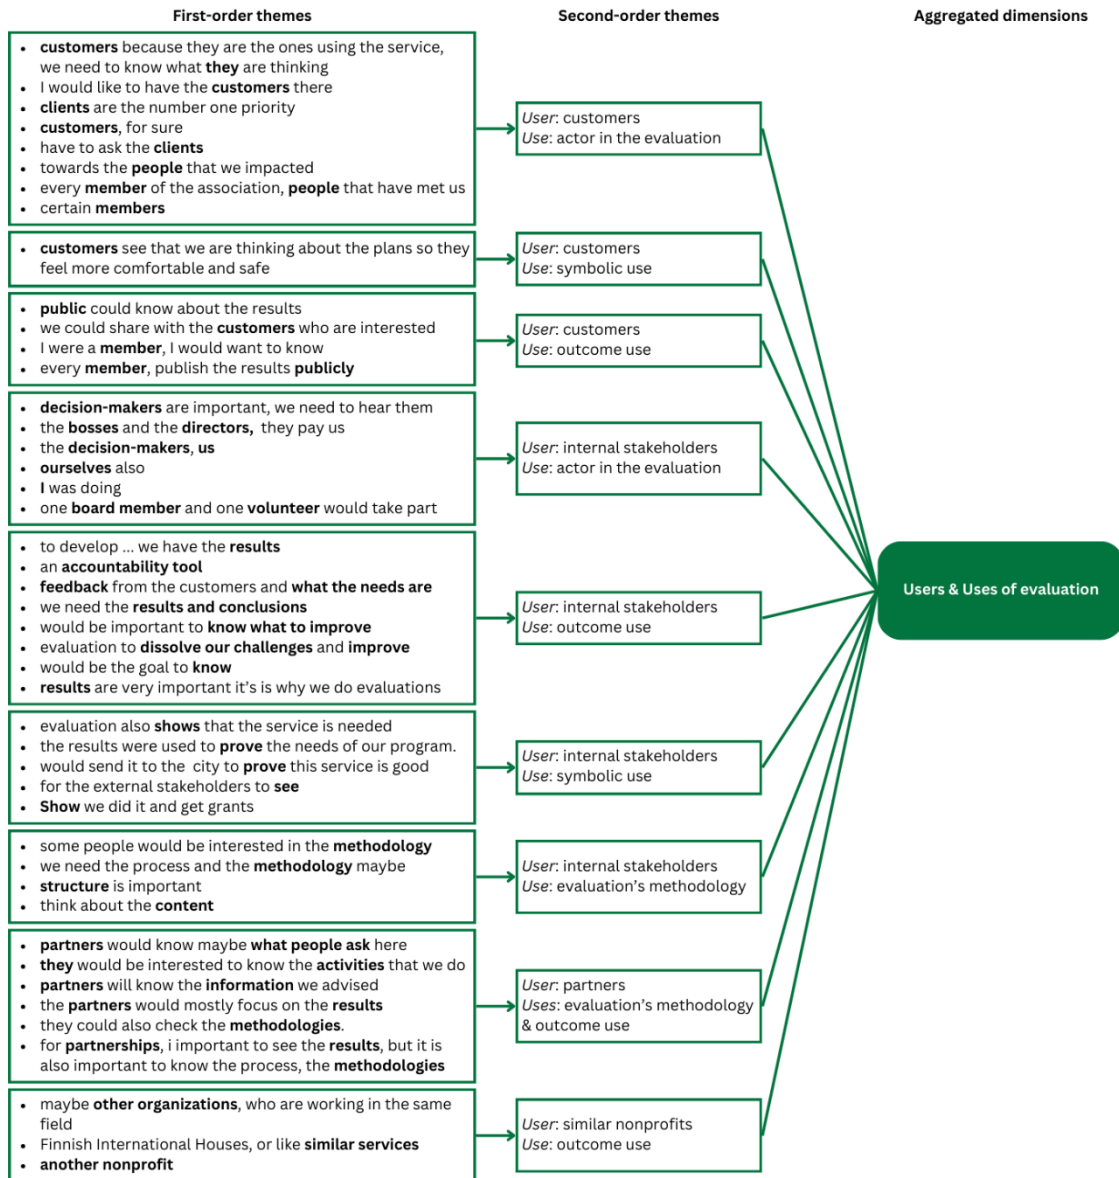 First-order themes
Second-order themes
Aggregated dimensions
• customers because they are the ones using the service,
we need to know what they are thinking
• I would like to have the customers there
• clients are the number one priority
• customers, for sure
• have to ask the clients
• towards the people that we impacted
• every member of the association, people that have met us
• certain members
User: customers
Use: actor in the evaluation
• customers see that we are thinking about the plans so they
feel more comfortable and safe
User: customers
Use: symbolic use
• public could know about the results
• we could share with the customers who are interested
• I were a member, I would want to know
• every member, publish the results publicly
User: customers
Use: outcome use
• decision-makers are important, we need to hear them
• the bosses and the directors, they pay us
• the decision-makers, us
• ourselves also
• I was doing
• one board member and one volunteer would take part
User: internal stakeholders
Use: actor in the evaluation
• to develop ... we have the results
• an accountability tool
• feedback from the customers and what the needs are
• we need the results and conclusions
• would be important to know what to improve
• evaluation to dissolve our challenges and improve
• would be the goal to know
• results are very important it's is why we do evaluations
User: internal stakeholders
Use: outcome use
Users & Uses of evaluation
• evaluation also shows that the service is needed
• the results were used to prove the needs of our program.
• would send it to the city to prove this service is good
• for the external stakeholders to see
• Show we did it and get grants
User: internal stakeholders
Use: symbolic use
• some people would be interested in the methodology
• we need the process and the methodology maybe
• structure is important
• think about the content
User: internal stakeholders
Use: evaluation's methodology
• partners would know maybe what people ask here
• they would be interested to know the activities that we do
• partners will know the information we advised
• the partners would mostly focus on the results
• they could also check the methodologies.
• for partnerships, i important to see the results, but it is
also important to know the process, the methodologies
User: partners
Uses: evaluation's methodology
& outcome use
• maybe other organizations, who are working in the same
field
• Finnish International Houses, or like similar services
• another nonprofit
User: similar nonprofits
Use: outcome use